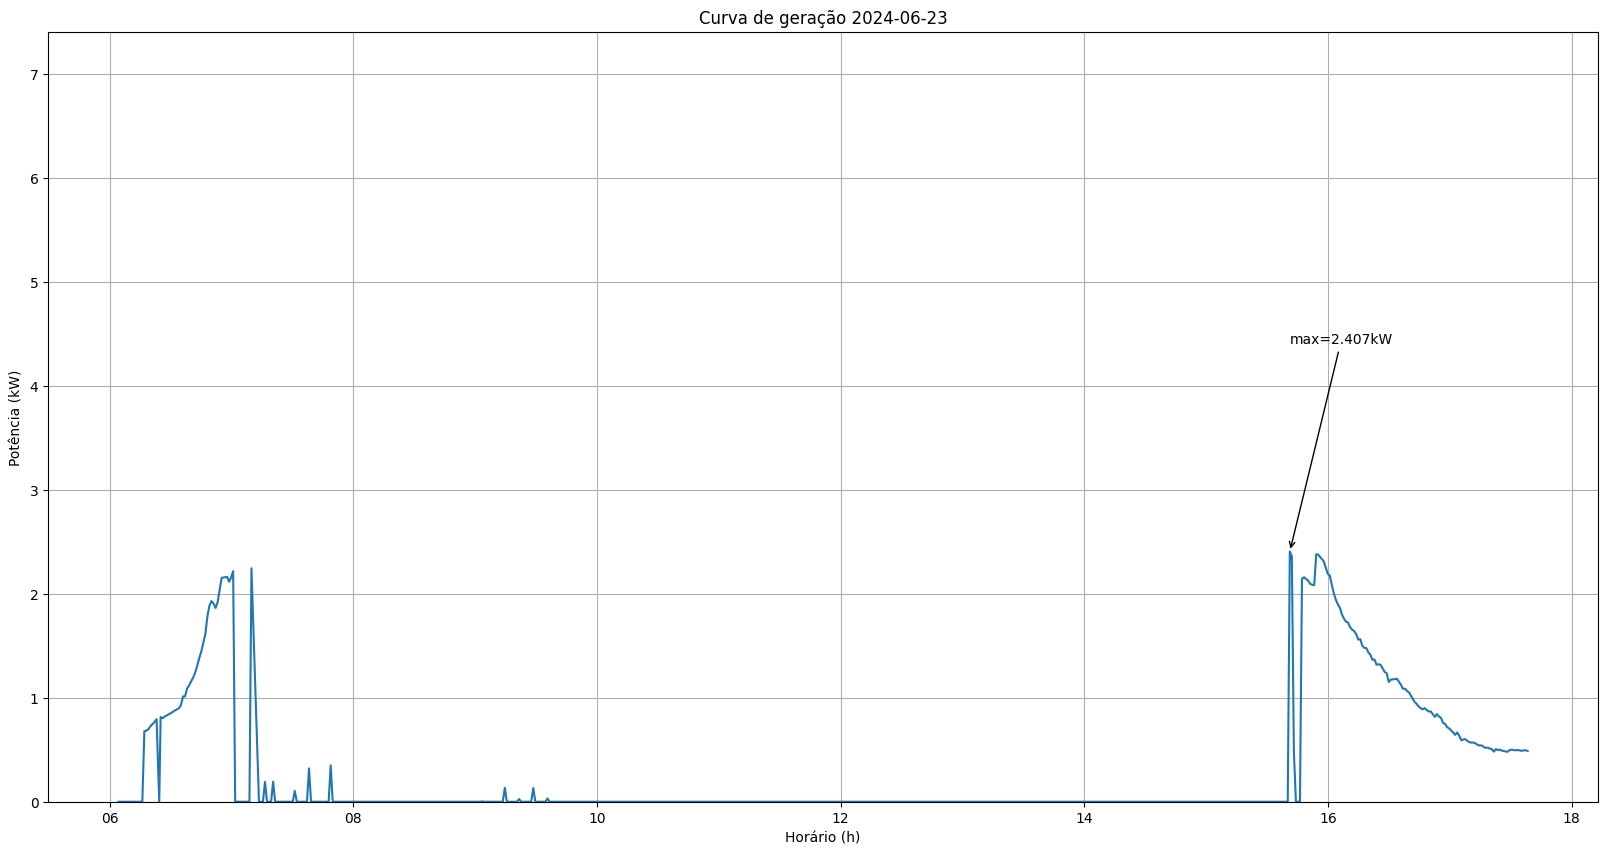 Curva de geração 2024-06-23
7
6
5
4
3
2
1
0
Potência (kW)
max=2.407kW
06 08 10 12 14 16 18
Horário (h)